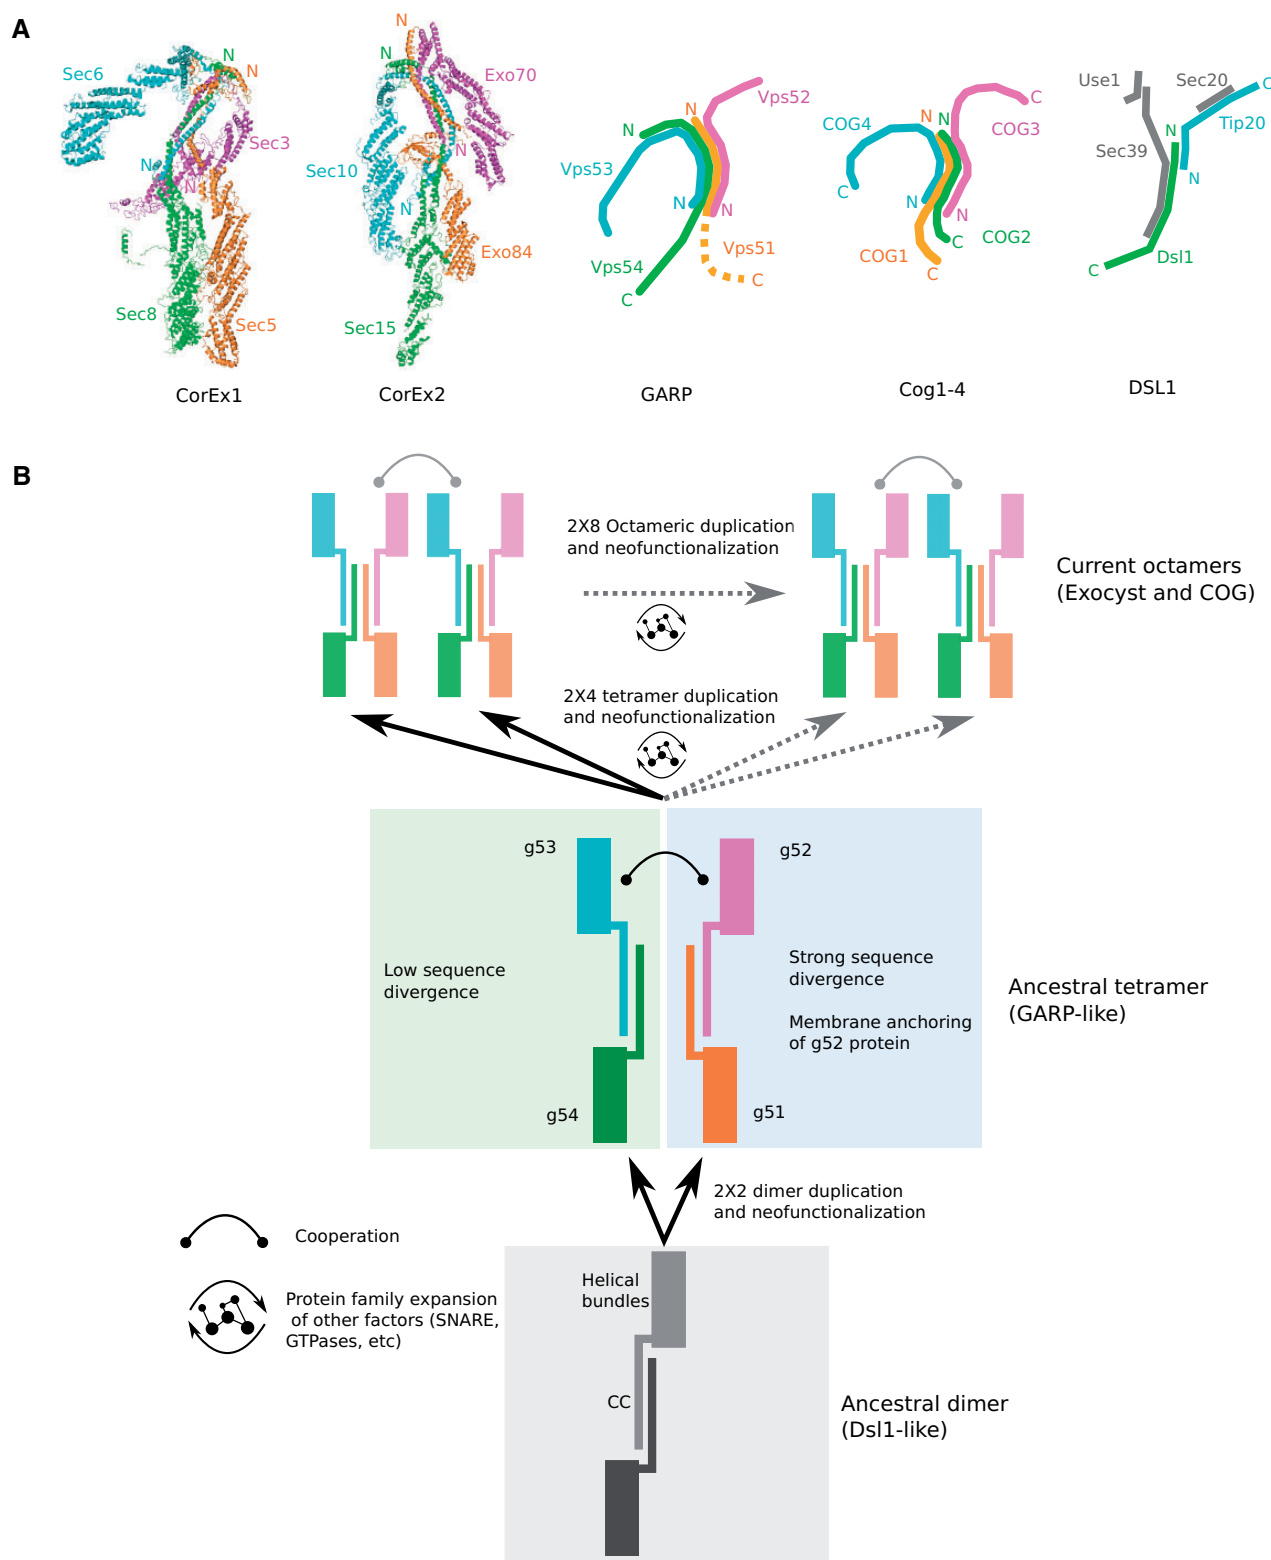 A
Sec6
N
N
Sec3
N
N
Sec8
Sec5
CorEx1
N
N
Exo70
N
Sec10
N
Exo84
Sec15
CorEx2
Vps52
N
N
Vps53
N
N
Vps51
Vps54
C
C
GARP
C
COG4
N
N
COG3
C
N
N
COG1
C
COG2
C
Cog1-4
Use1
Sec20
C
Tip20
N
Sec39
N
Dsl1
C
DSL1
B
2X8 Octameric duplication
and neofunctionalization
Current octamers
(Exocyst and COG)
2X4 tetramer duplication
and neofunctionalization
g53
g52
Low sequence
divergence
Strong sequence
divergence
Membrane anchoring
of g52 protein
Ancestral tetramer
(GARP-like)
g54
g51
2X2 dimer duplication
and neofunctionalization
Cooperation
Protein family expansion
of other factors (SNARE,
GTPases, etc)
Helical
bundles
CC
Ancestral dimer
(Dsl1-like)